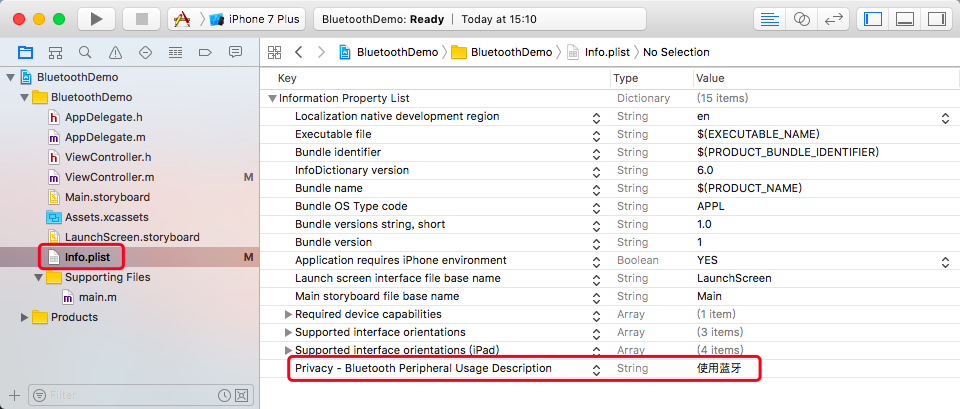 iPhone 7 Plus
BluetoothDemo: Ready | Today at 15:10
BluetoothDemo
BluetoothDemo
AppDelegate.h
AppDelegate.m
ViewController.h
ViewController.m M
Main.storyboard
Assets.xcassets
LaunchScreen.storyboard
Info.plist M
Supporting Files
main.m
Products
Filter
BluetoothDemo BluetoothDemo Info.plist No Selection
Key Type Value
Information Property List Dictionary (15 items)
Localization native development region String en
Executable file String $(EXECUTABLE_NAME)
Bundle identifier String $(PRODUCT_BUNDLE_IDENTIFIER)
InfoDictionary version String 6.0
Bundle name String $(PRODUCT_NAME)
Bundle OS Type code String APPL
Bundle versions string, short String 1.0
Bundle version String 1
Application requires iPhone environment Boolean YES
Launch screen interface file base name String LaunchScreen
Main storyboard file base name String Main
Required device capabilities Array (1 item)
Supported interface orientations Array (3 items)
Supported interface orientations (iPad) Array (4 items)
Privacy - Bluetooth Peripheral Usage Description String 使用蓝牙